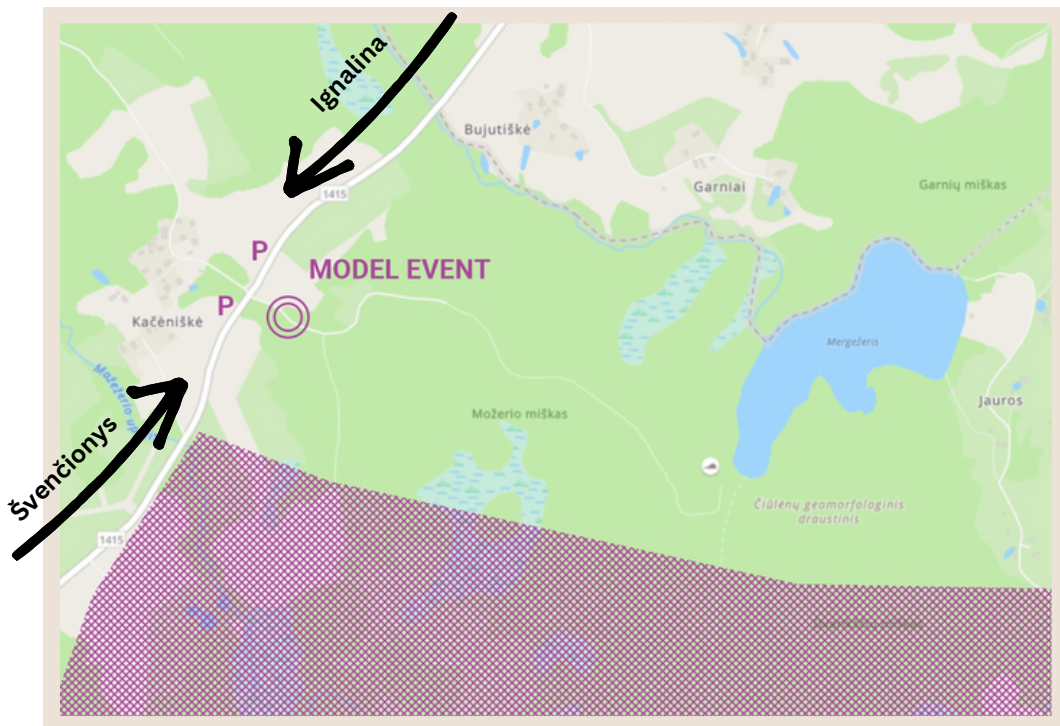 Ignalina
Bujutiškė
Garniai
Garnių miškas
1415
P
MODEL EVENT
P
Kačėniškė
Mergežeris
Jauros
Možerio miškas
Švenčionys
Čiūlėnų geomorfologinis
draustinis
1415